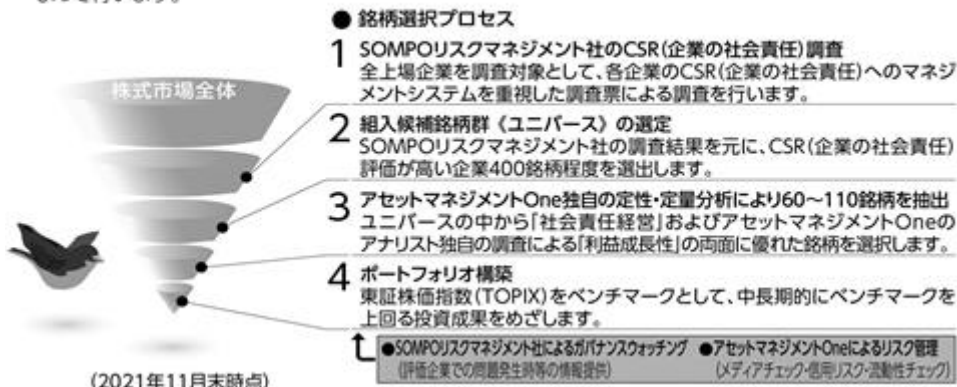 ● 銘柄選択プロセス
1 SOMPOリスクマネジメント社のCSR(企業の社会責任)調査
全上場企業を調査対象として、各企業のCSR(企業の社会責任)へのマネジ
メントシステムを重視した調査票による調査を行います。
株式市場全体
2 組入候補銘柄群《ユニバース》の選定
SOMPOリスクマネジメント社の調査結果を元に、CSR(企業の社会責任)
評価が高い企業400銘柄程度を選出します。
3 アセットマネジメントOne独自の定性・定量分析により60～110銘柄を抽出
ユニバースの中から「社会責任経営」およびアセットマネジメントOneの
アナリスト独自の調査による「利益成長性」の両面に優れた銘柄を選択します。
4 ポートフォリオ構築
東証株価指数(TOPIX)をベンチマークとして、中長期的にベンチマークを
上回る投資成果をめざします。
●SOMPOリスクマネジメント社によるガバナンスウォッチング ●アセットマネジメントOneによるリスク管理
(評価企業での問題発生時等の情報提供) (メディアチェック・信用リスク・流動性チェック)
(2021年11月末時点)